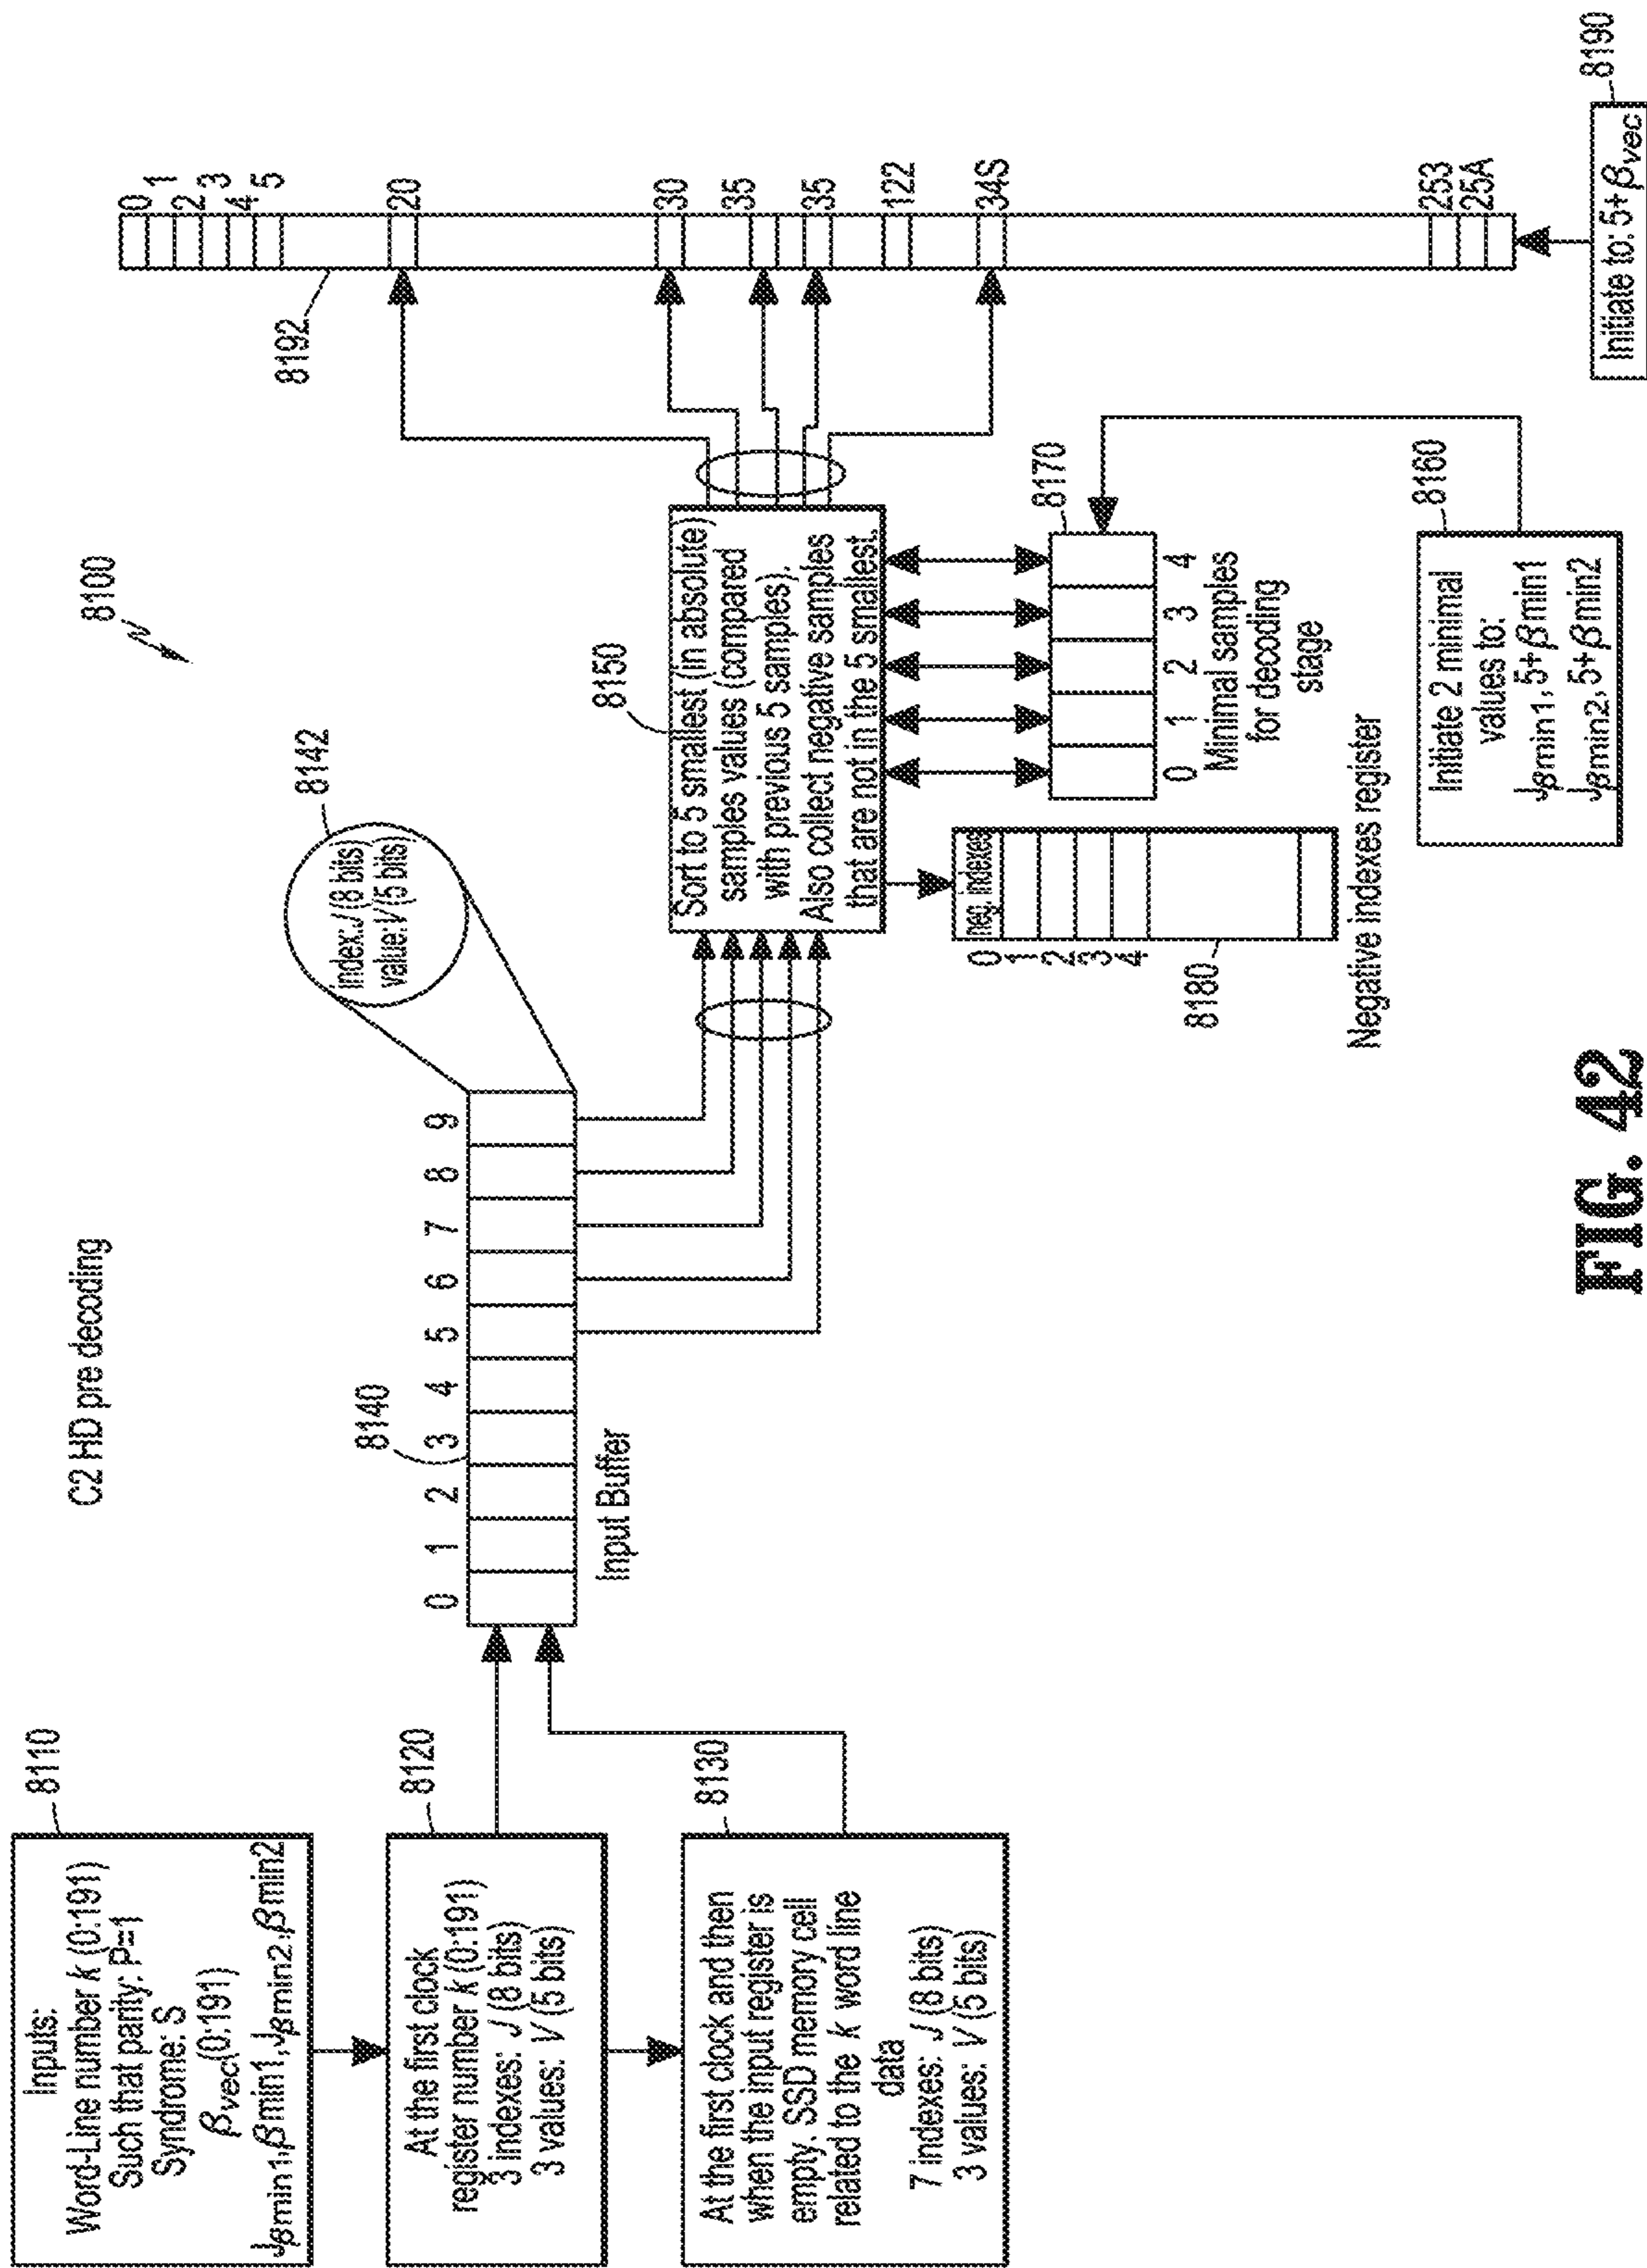 C2 HD pre decoding
8100
8110
Inputs:
Word-Line number k (0:191)
Such that parity: P=1
Syndrome: S
βvec(0:191)
Jβmin1,βmin1,Jβmin2,βmin2
8120
At the first clock
register number k (0:191)
3 indexes: J (8 bits)
3 values: V (5 bits)
8130
At the first clock and then
when the input register is
empty. SSD memory cell
related to the k word line
data
7 indexes: J (8 bits)
3 values: V (5 bits)
8140
0 1 2 3 4 5 6 7 8 9
Input Buffer
8142
index:J (8 bits)
value:V (5 bits)
8150
Sort to 5 smallest (in absolute)
samples values (compared
with previous 5 samples).
Also collect negative samples
that are not in the 5 smallest.
8170
0 1 2 3 4
Minimal samples
for decoding
stage
neg. indexes
0
1
2
3
4
8180
Negative indexes register
8160
Initiate 2 minimal
values to:
Jβmin1, 5+βmin1
Jβmin2, 5+βmin2
8192
0
1
2
3
4
5
20
30
35
35
122
34S
253
25A
8190
Initiate to: 5+βvec
FIG. 42